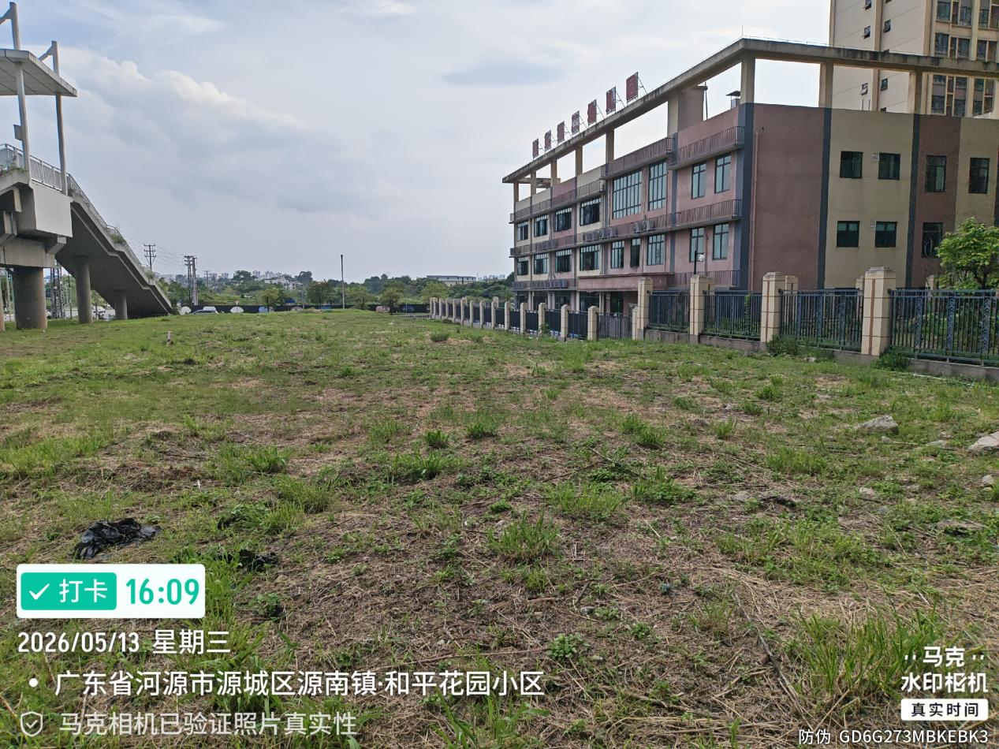 打卡 16:09
2026/05/13 星期三
• 广东省河源市源城区源南镇·和平花园小区
马克相机已验证照片真实性
马克
水印相机
真实时间
防伪 GD6G273MBKEBK3